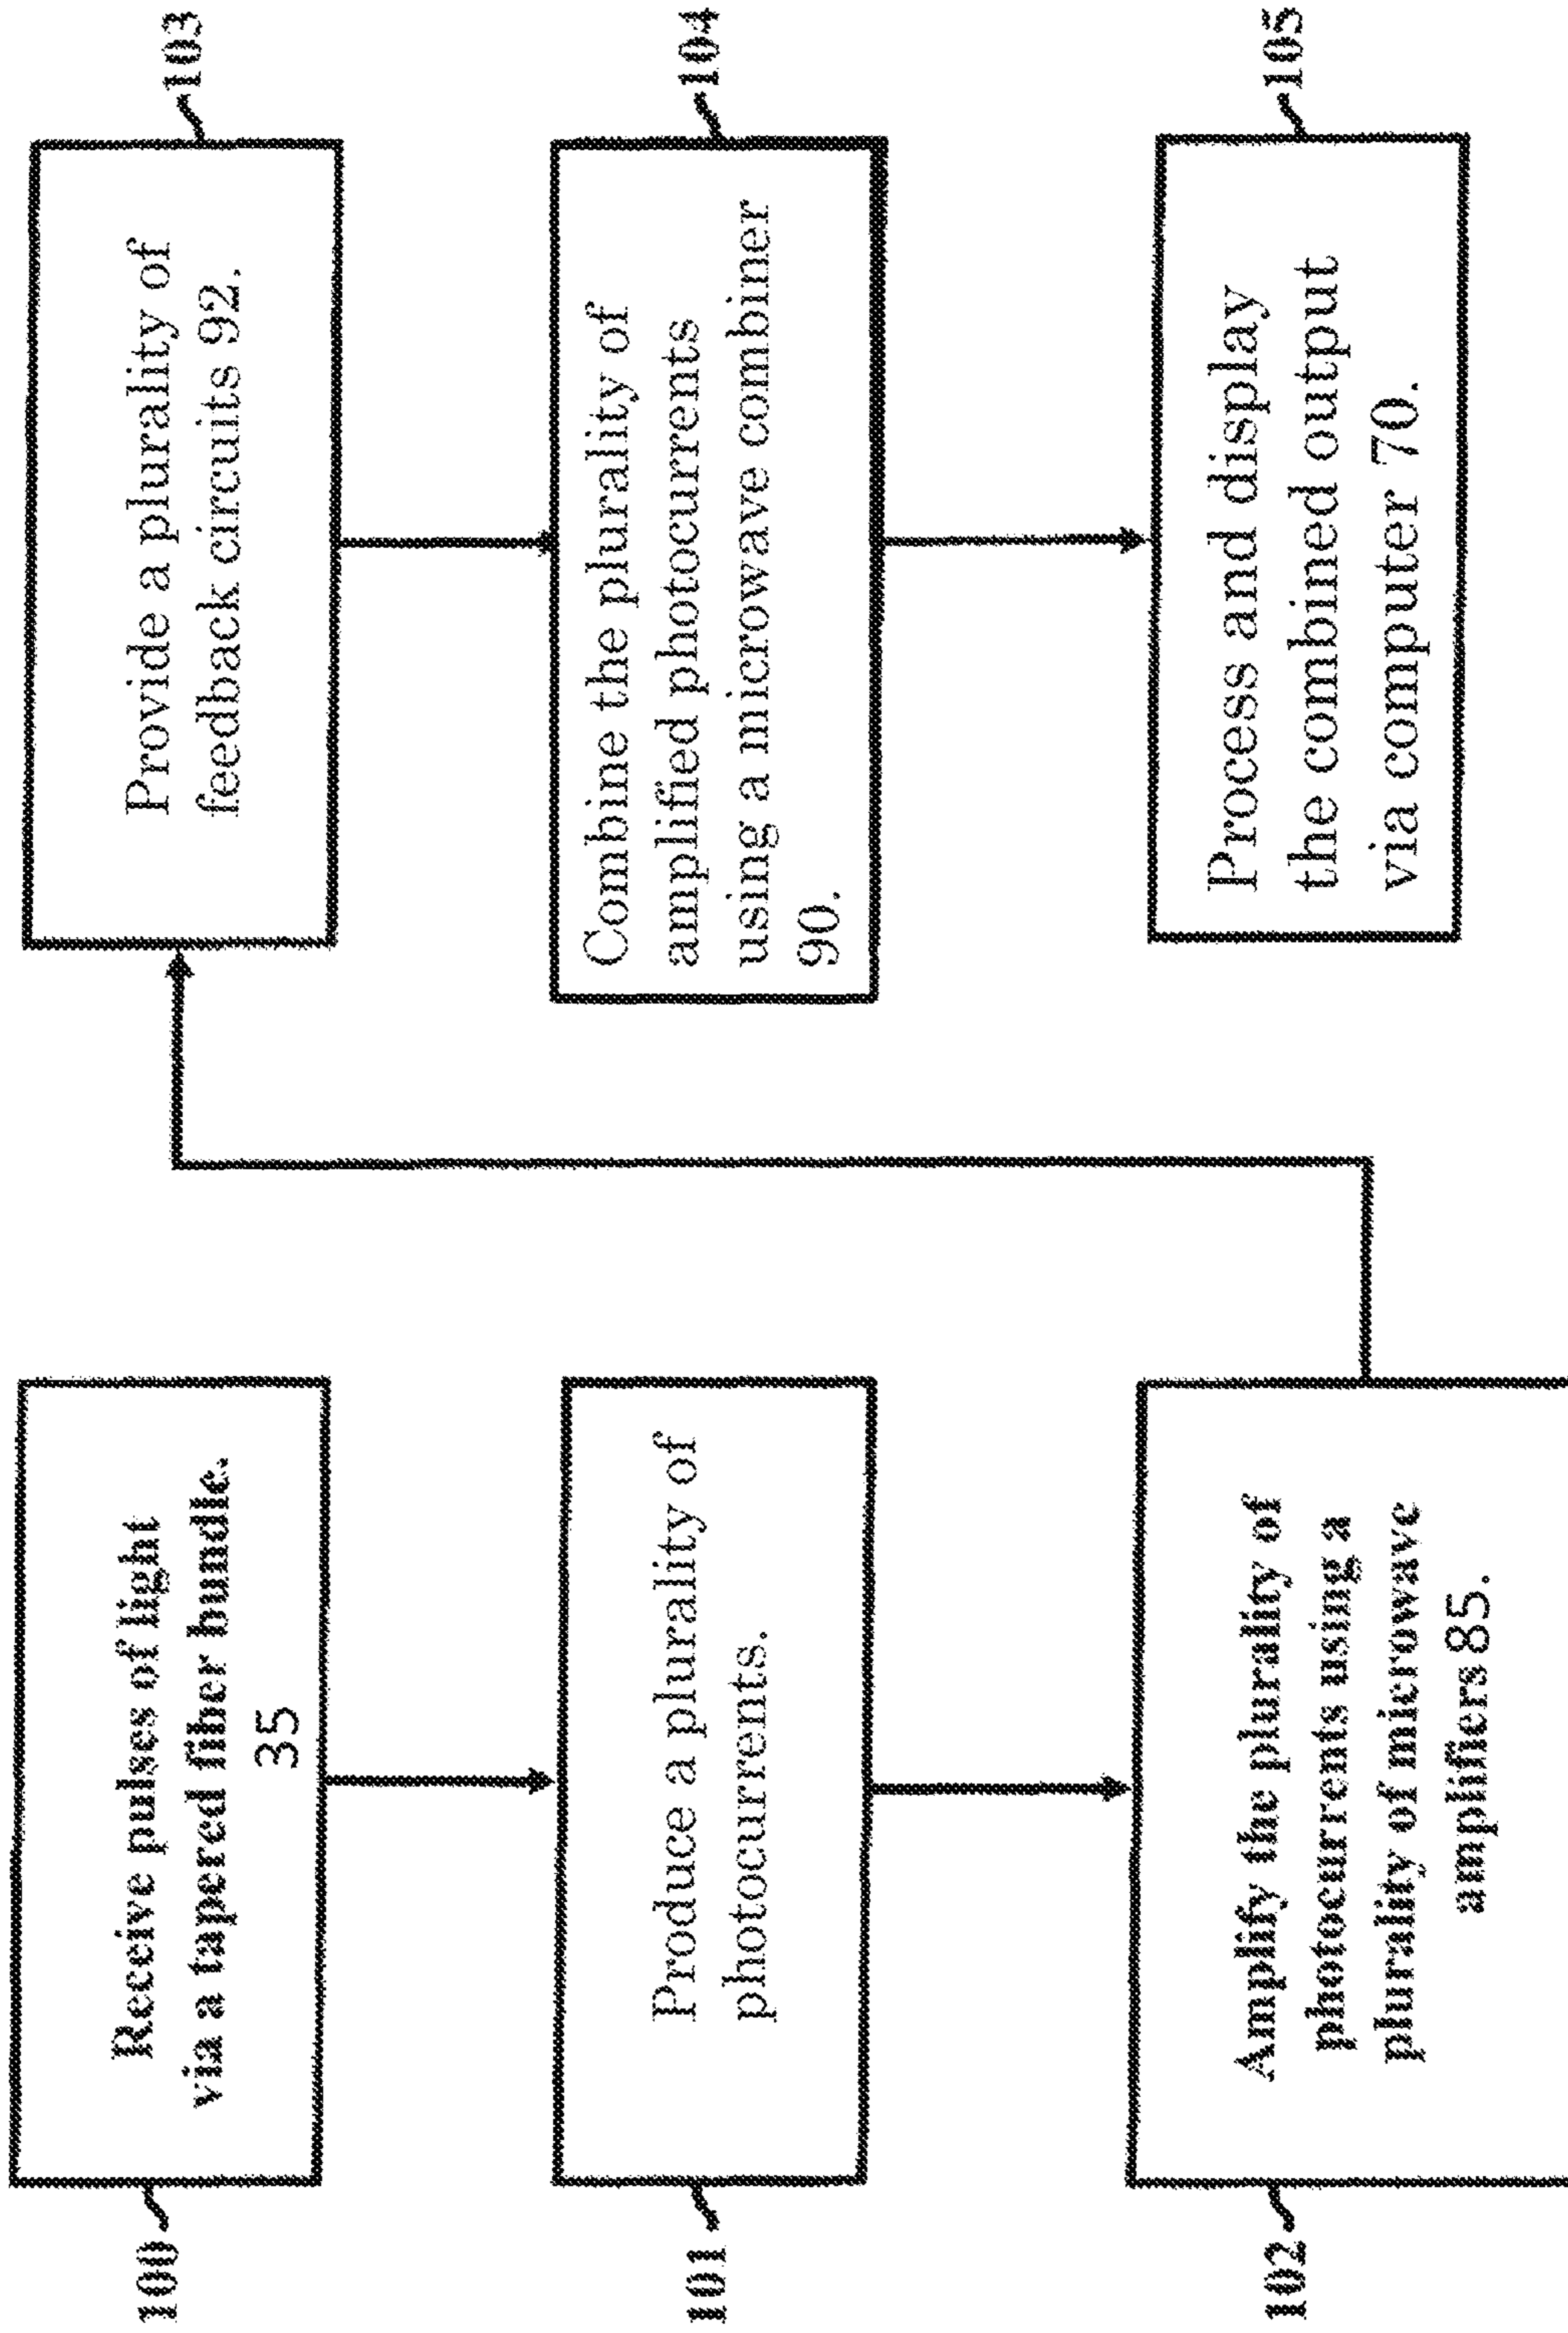 100
Receive pulses of light
via a tapered fiber bundle.
35
101
Produce a plurality of
photocurrents.
102
Amplify the plurality of
photocurrents using a
plurality of microwave
amplifiers 85.
103
Provide a plurality of
feedback circuits 92.
104
Combine the plurality of
amplified photocurrents
using a microwave combiner
90.
105
Process and display
the combined output
via computer 70.